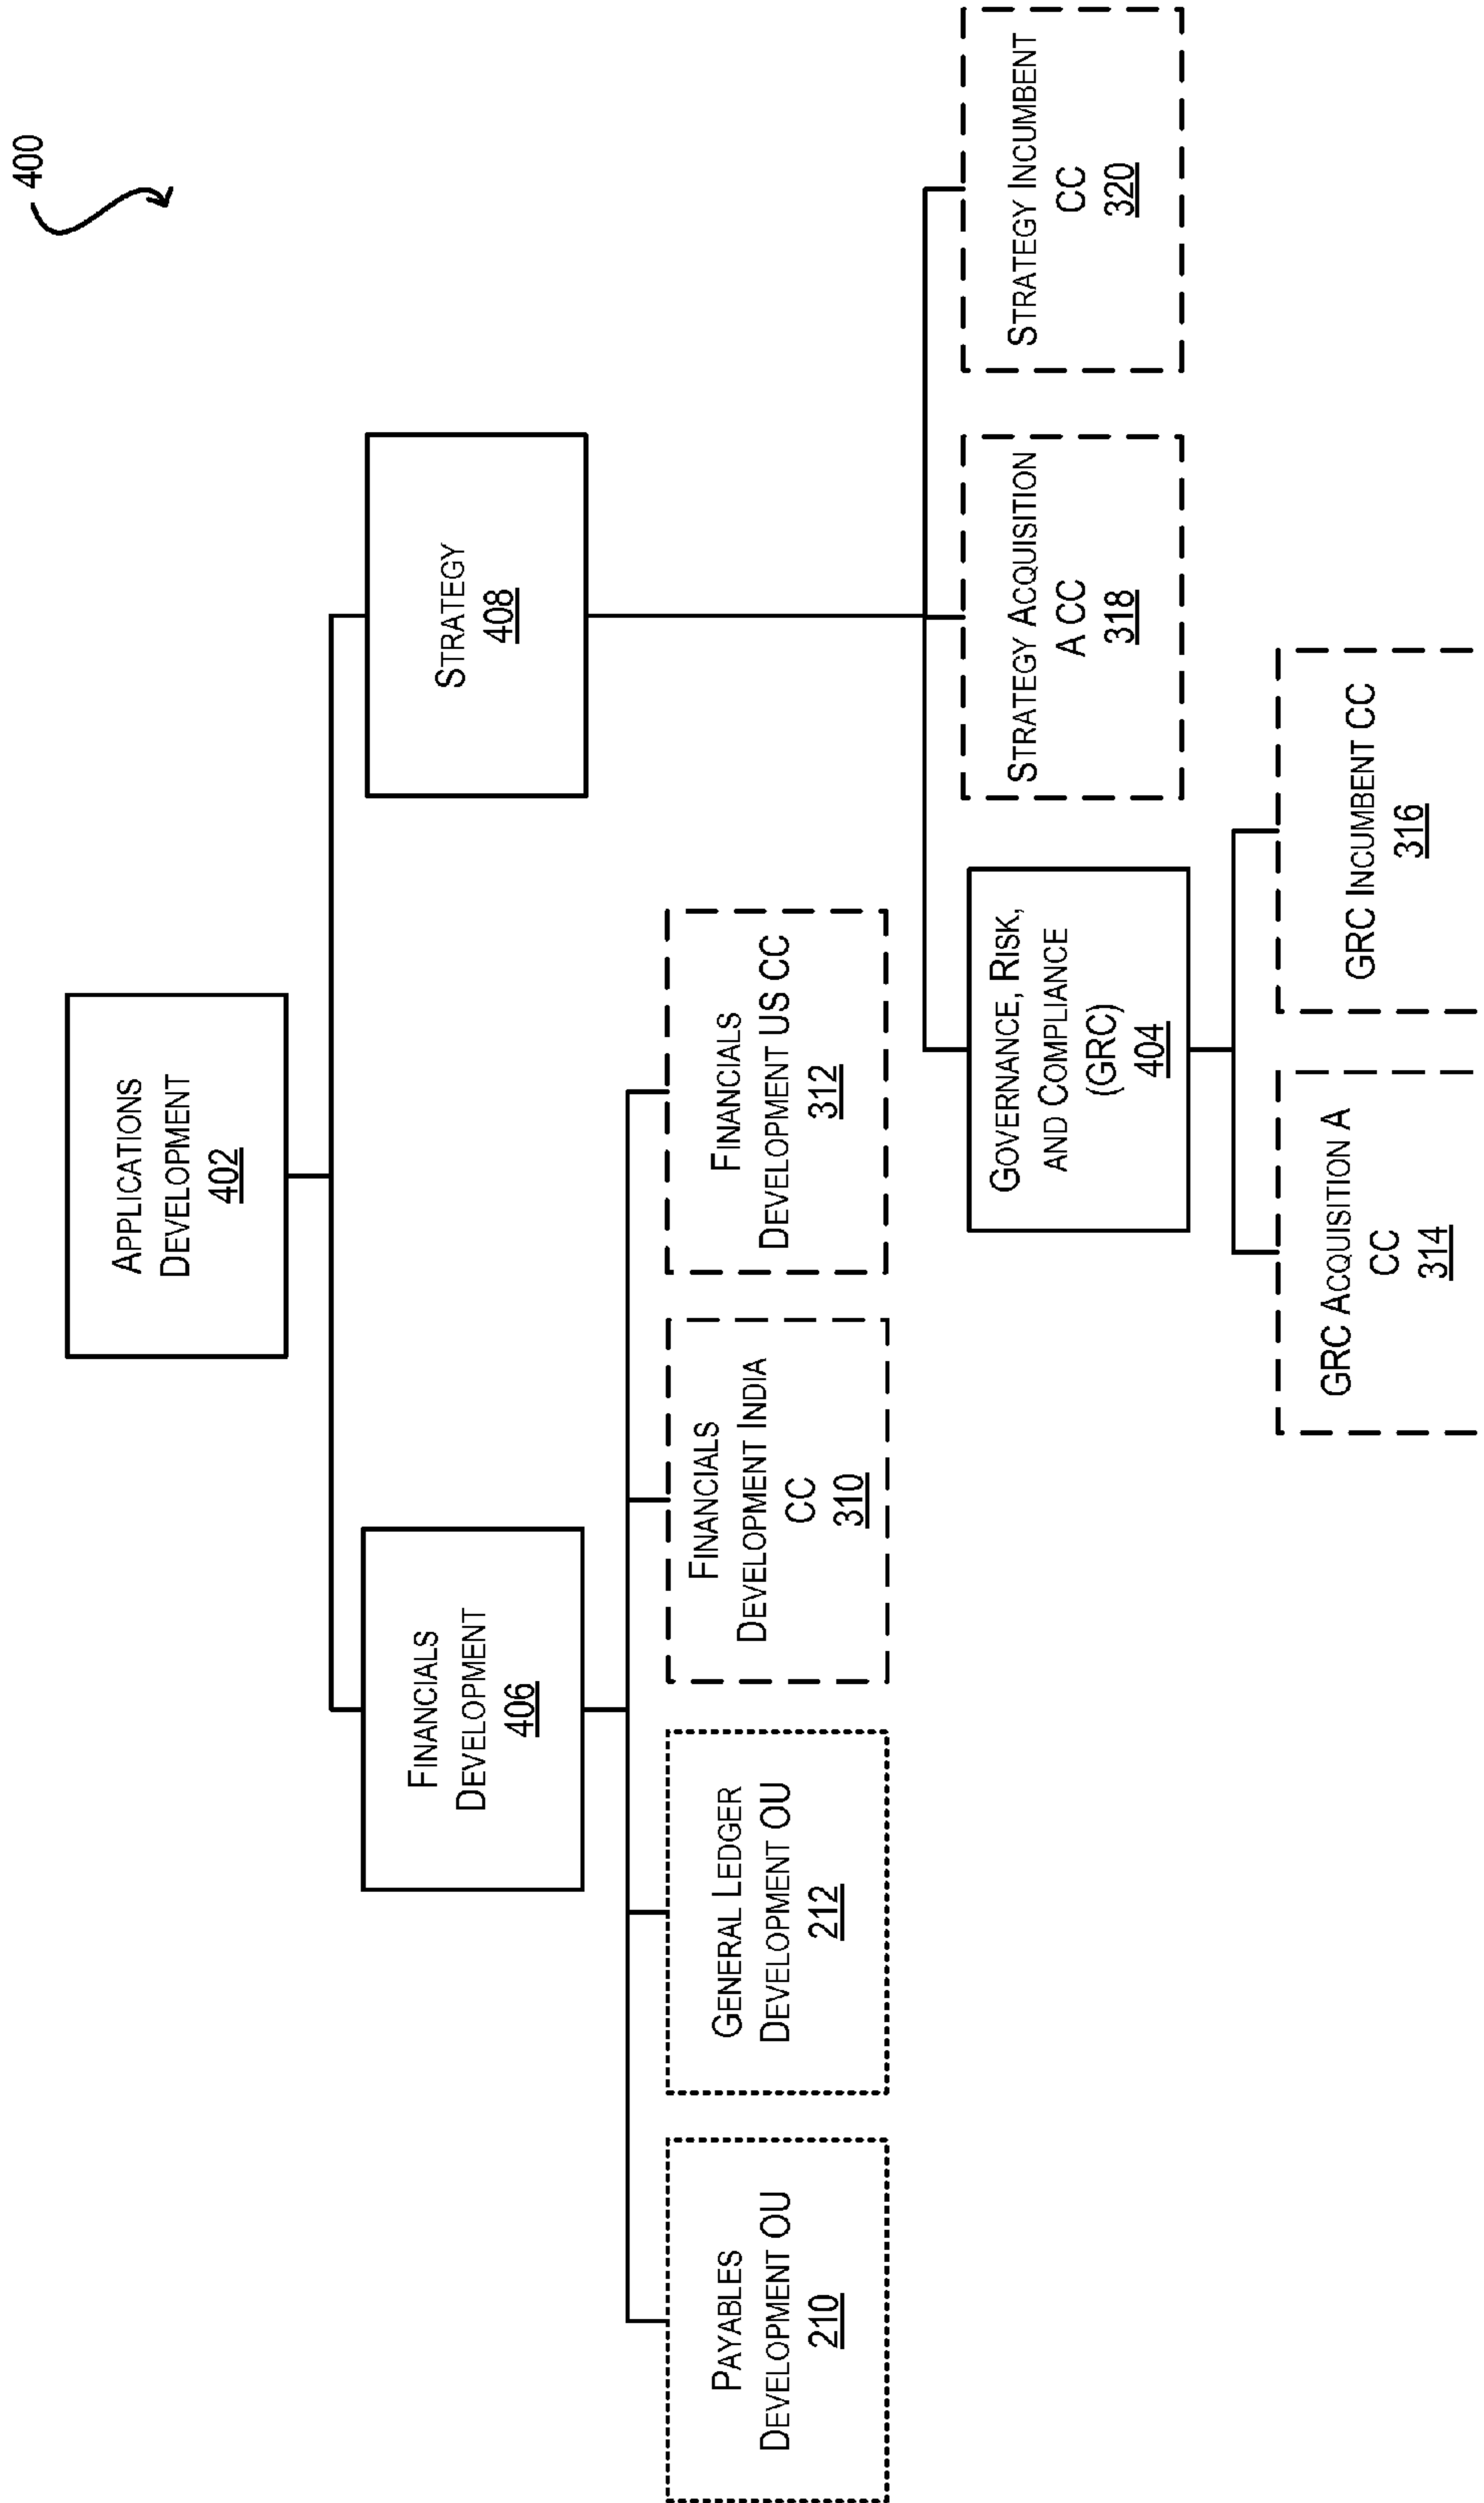 400
APPLICATIONS
DEVELOPMENT
402
FINANCIALS
DEVELOPMENT
406
STRATEGY
408
PAYABLES
DEVELOPMENT OU
210
GENERAL LEDGER
DEVELOPMENT OU
212
FINANCIALS
DEVELOPMENT INDIA
CC
310
FINANCIALS
DEVELOPMENT US CC
312
GOVERNANCE, RISK,
AND COMPLIANCE
(GRC)
404
STRATEGY ACQUISITION
A CC
318
STRATEGY INCUMBENT
CC
320
GRC ACQUISITION A
CC
314
GRC INCUMBENT CC
316